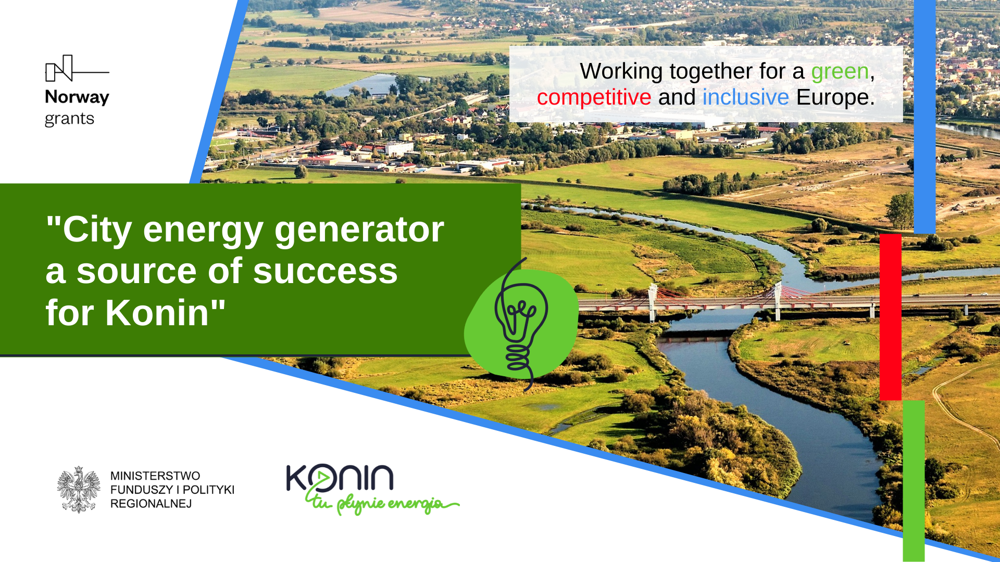 Norway
grants
Working together for a green,
competitive and inclusive Europe.
"City energy generator
a source of success
for Konin"
MINISTERSTWO
FUNDUSZY I POLITYKI
REGIONALNEJ
KONIN
tu płynie energia